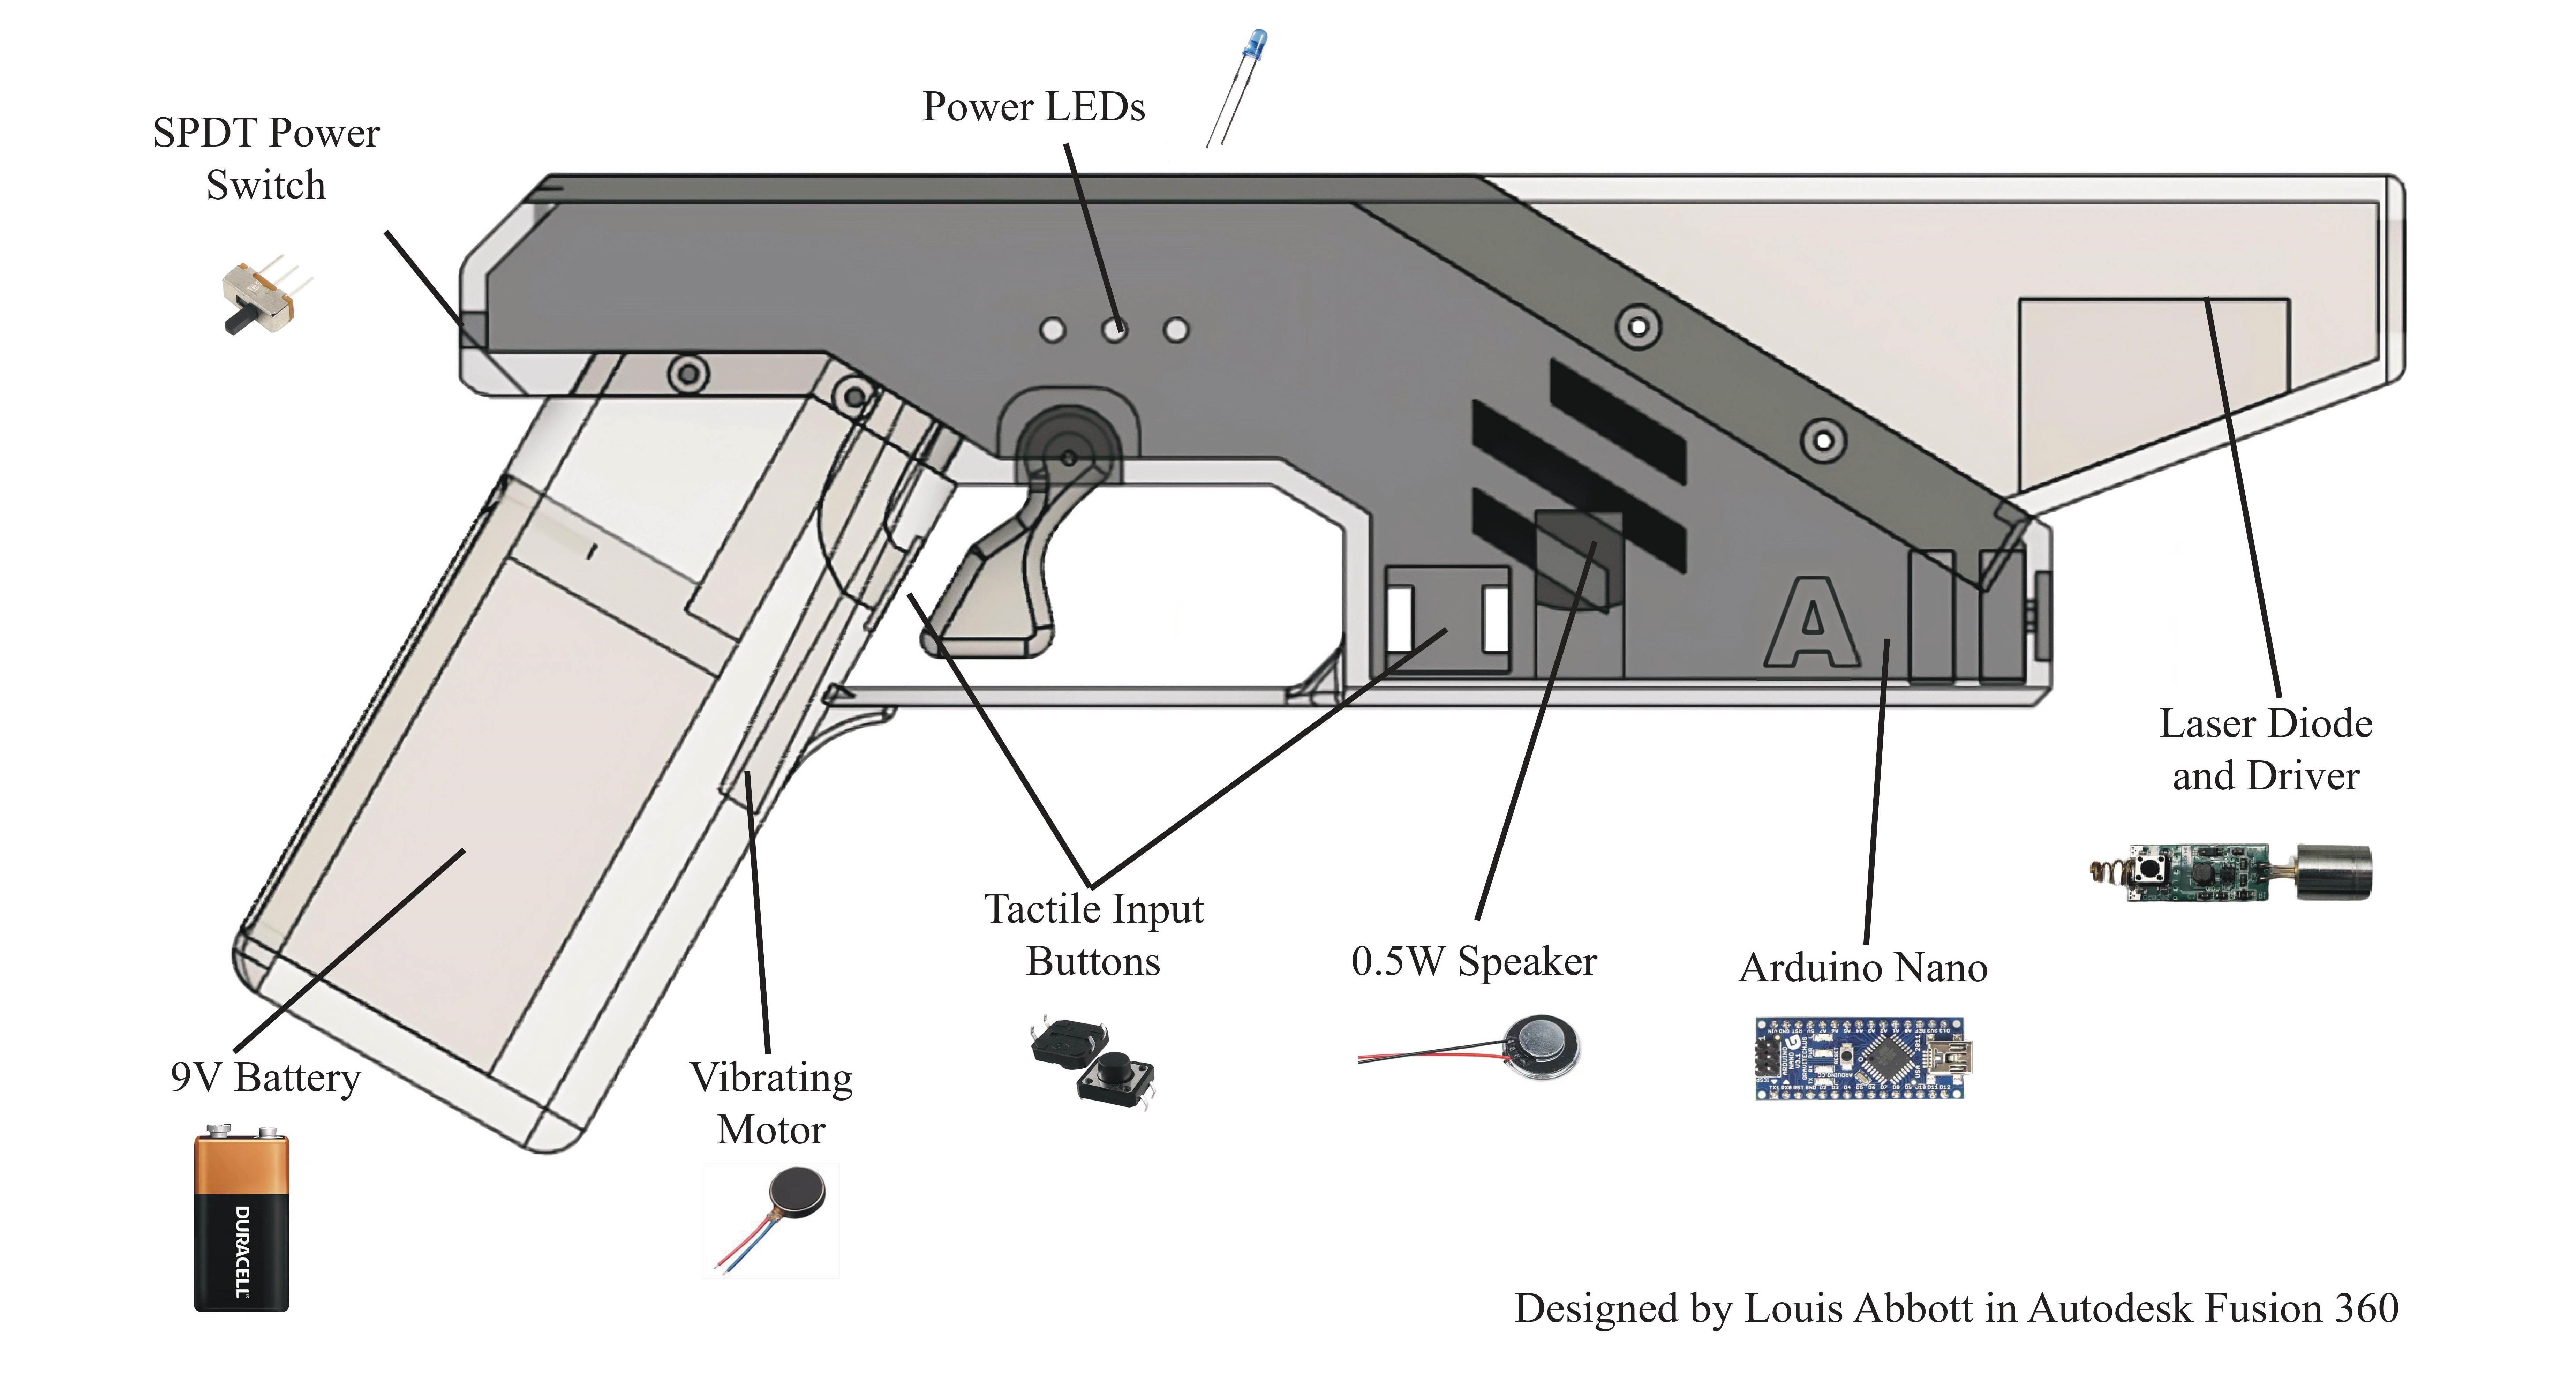 Power LEDs
SPDT Power
Switch
A
Laser Diode
and Driver
Tactile Input
Buttons
0.5W Speaker
Arduino Nano
9V Battery
Vibrating
Motor
DURACELL
Designed by Louis Abbott in Autodesk Fusion 360